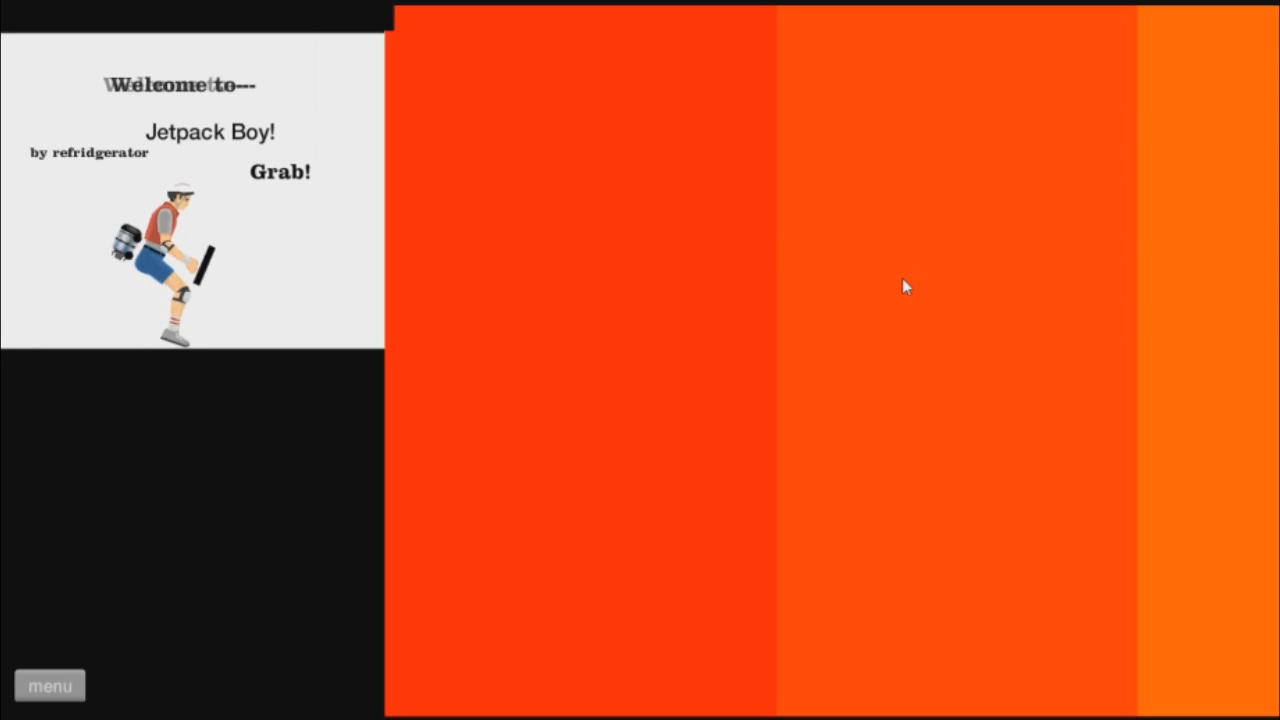 Welcome to---
Jetpack Boy!
by refridgerator
Grab!
menu